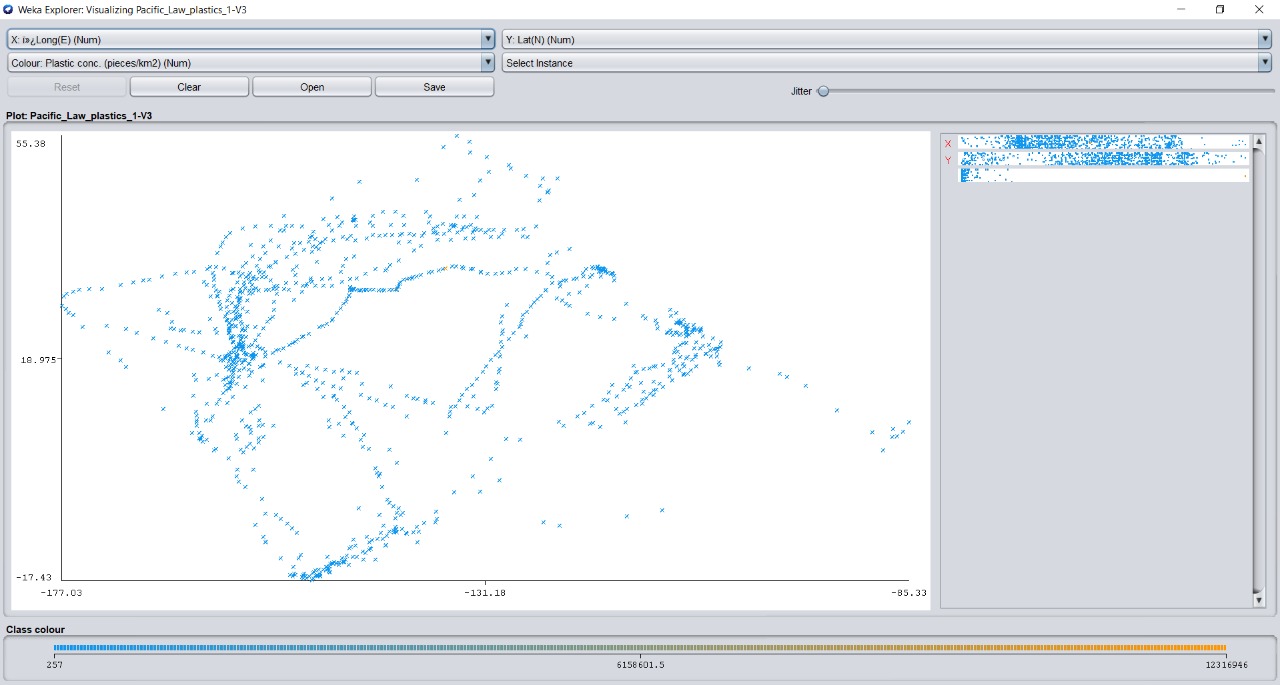 Weka Explorer: Visualizing Pacific_Law_plastics_1-V3
X: ï»¿Long(E) (Num)
Y: Lat(N) (Num)
Colour: Plastic conc. (pieces/km2) (Num)
Select Instance
Reset
Clear
Open
Save
Jitter
Plot: Pacific_Law_plastics_1-V3
55.38
18.975
-17.43
-177.03
-131.18
-85.33
X
Y
Class colour
257
6158601.5
12316946